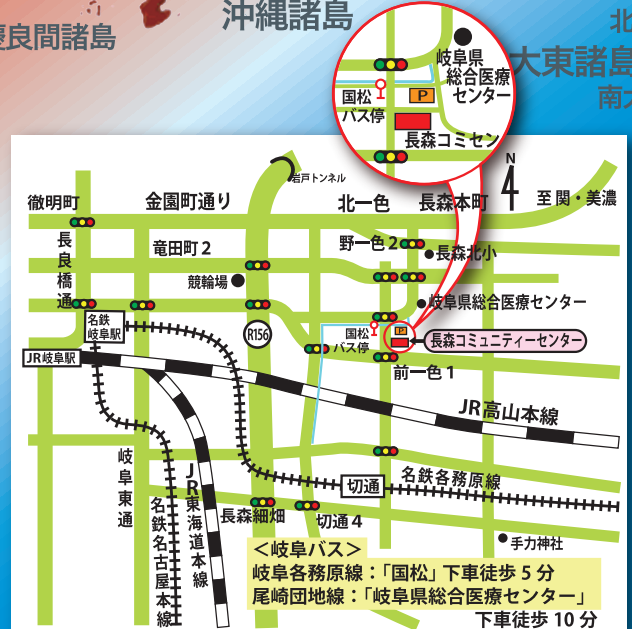 沖縄諸島
慶良間諸島
北
大東諸島
南大
岐阜県
総合医療
センター
国松
バス停
P
長森コミセン
岩戸トンネル
N
徹明町
金園町通り
北一色
長森本町
至 関・美濃
長良橋通
竜田町2
野一色2
長森北小
競輪場
岐阜県総合医療センター
名鉄
岐阜駅
R156
国松
バス停
P
長森コミュニティーセンター
JR岐阜駅
前一色1
JR高山本線
岐阜東通
JR東海道本線
名鉄名古屋本線
切通
名鉄各務原線
長森細畑
切通4
手力神社
＜岐阜バス＞
岐阜各務原線：「国松」下車徒歩5分
尾崎団地線：「岐阜県総合医療センター」
下車徒歩10分